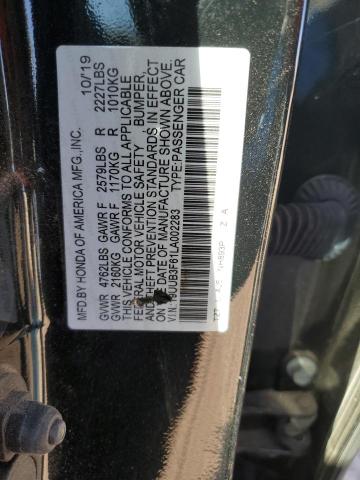 MFD.BY HONDA OF AMERICA MFG.,INC. 10/19
GVWR 4762LBS GAWR F 2579LBS R 2227LBS
GVWR 2160KG GAWR F 1170KG R 1010KG
THIS VEHICLE CONFORMS TO ALL APPLICABLE
FEDERAL MOTOR VEHICLE SAFETY, BUMPER,
AND THEFT PREVENTION STANDARDS IN EFFECT
ON THE DATE OF MANUFACTURE SHOWN ABOVE.
V.I.N.: 19UUB3F61LA002283 TYPE:PASSENGER CAR
Z A